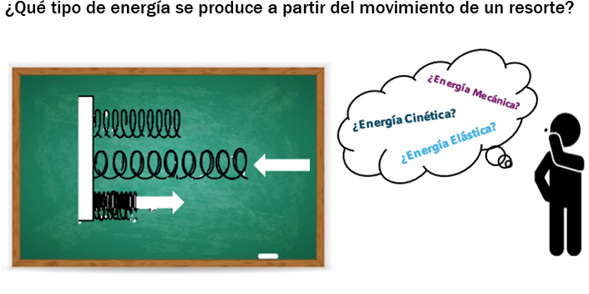 ¿Qué tipo de energía se produce a partir del movimiento de un resorte?
¿Energía Mecánica?
¿Energía Cinética?
¿Energía Elástica?